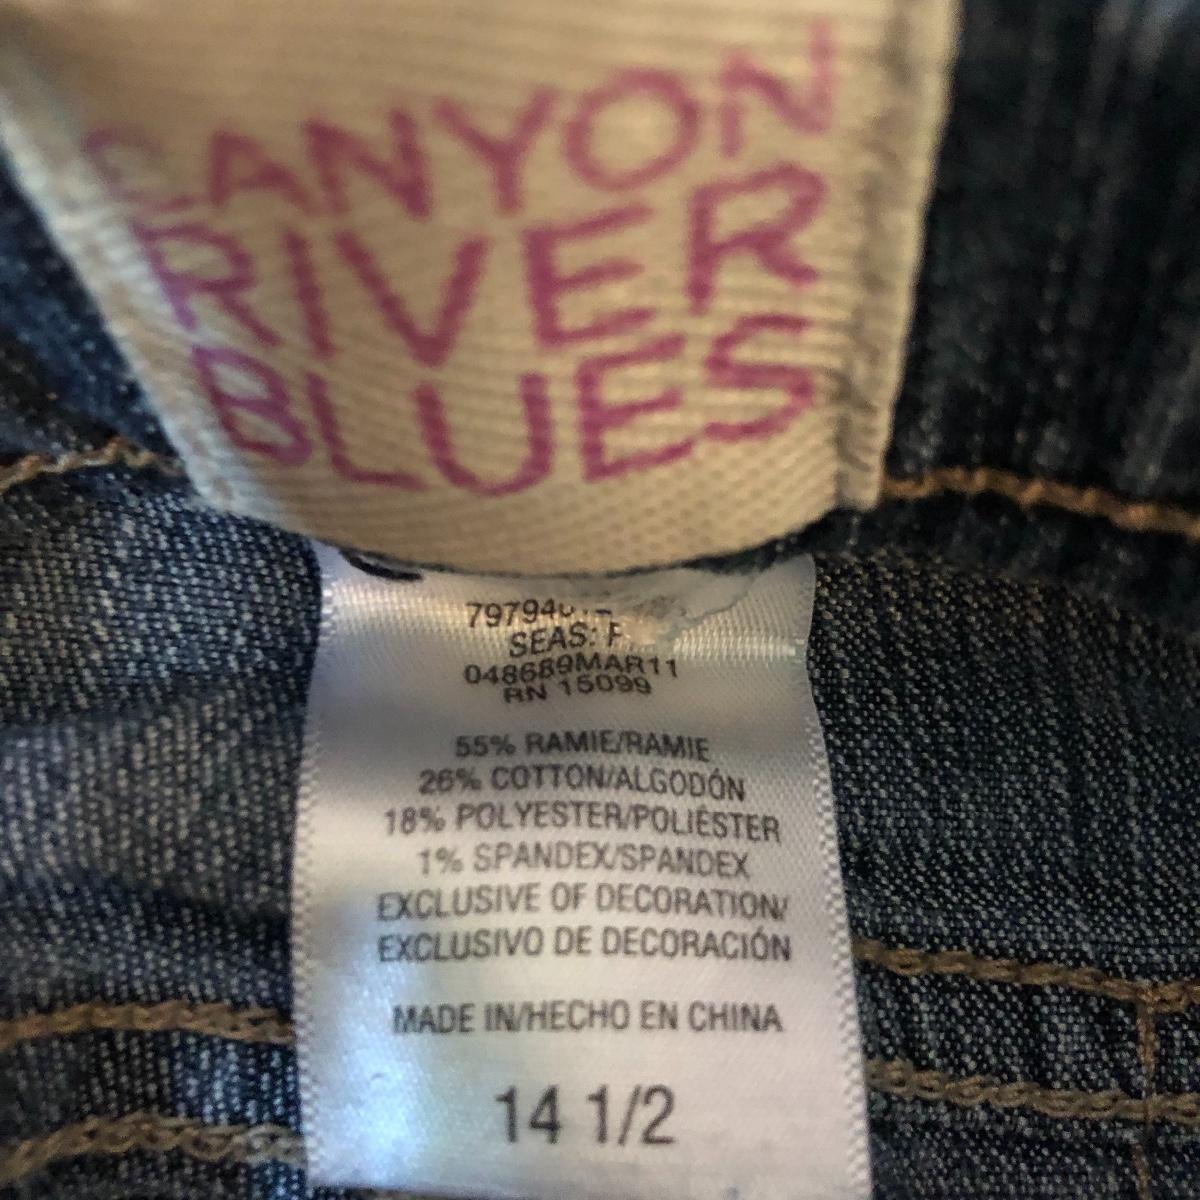 CANYON
RIVER
BLUES
SEAS:
048689MAR11
RN 15099
55% RAMIE/RAMIE
26% COTTON/ALGODÓN
18% POLYESTER/POLIÉSTER
1% SPANDEX/SPANDEX
EXCLUSIVE OF DECORATION/
EXCLUSIVO DE DECORACIÓN
MADE IN/HECHO EN CHINA
14 1/2